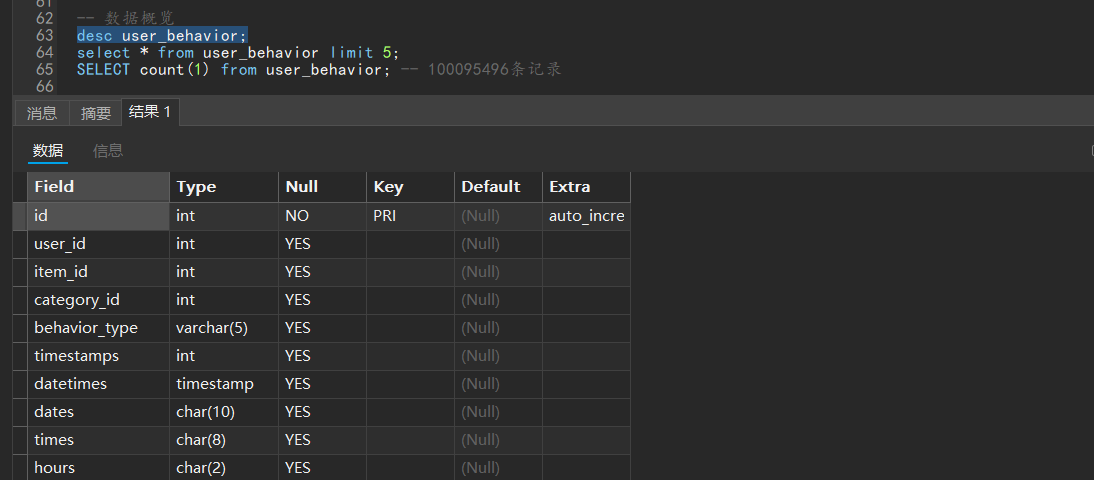 61
62 -- 数据概览
63 desc user_behavior;
64 select * from user_behavior limit 5;
65 SELECT count(1) from user_behavior; -- 100095496条记录
66
消息 摘要 结果 1
数据 信息
Field Type Null Key Default Extra
id int NO PRI (Null) auto_incre
user_id int YES (Null)
item_id int YES (Null)
category_id int YES (Null)
behavior_type varchar(5) YES (Null)
timestamps int YES (Null)
datetimes timestamp YES (Null)
dates char(10) YES (Null)
times char(8) YES (Null)
hours char(2) YES (Null)